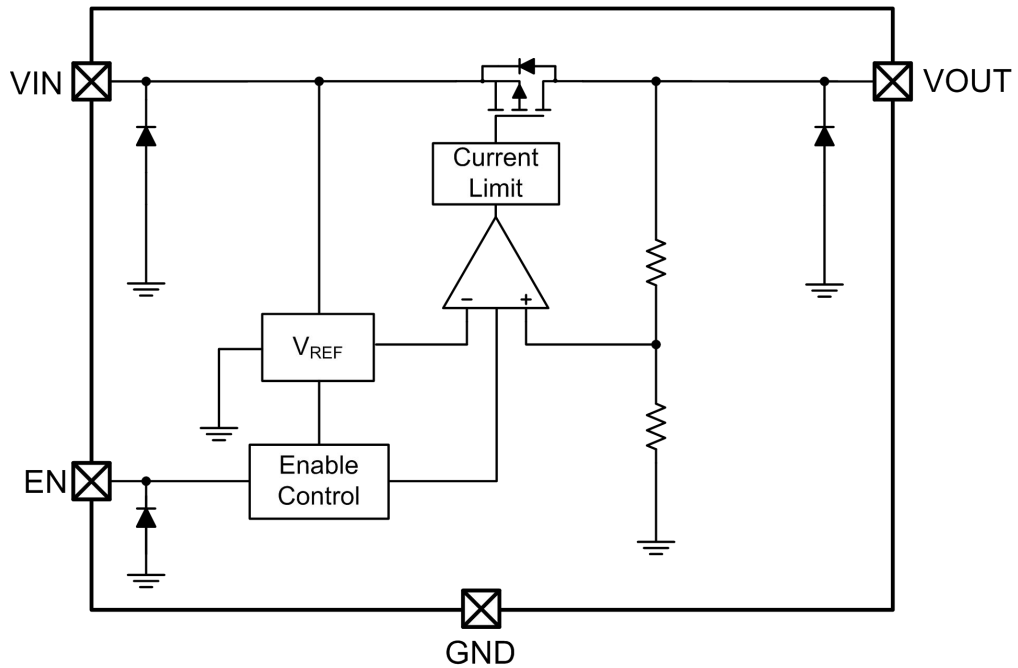 VIN
VOUT
Current
Limit
- +
VREF
EN
Enable
Control
GND